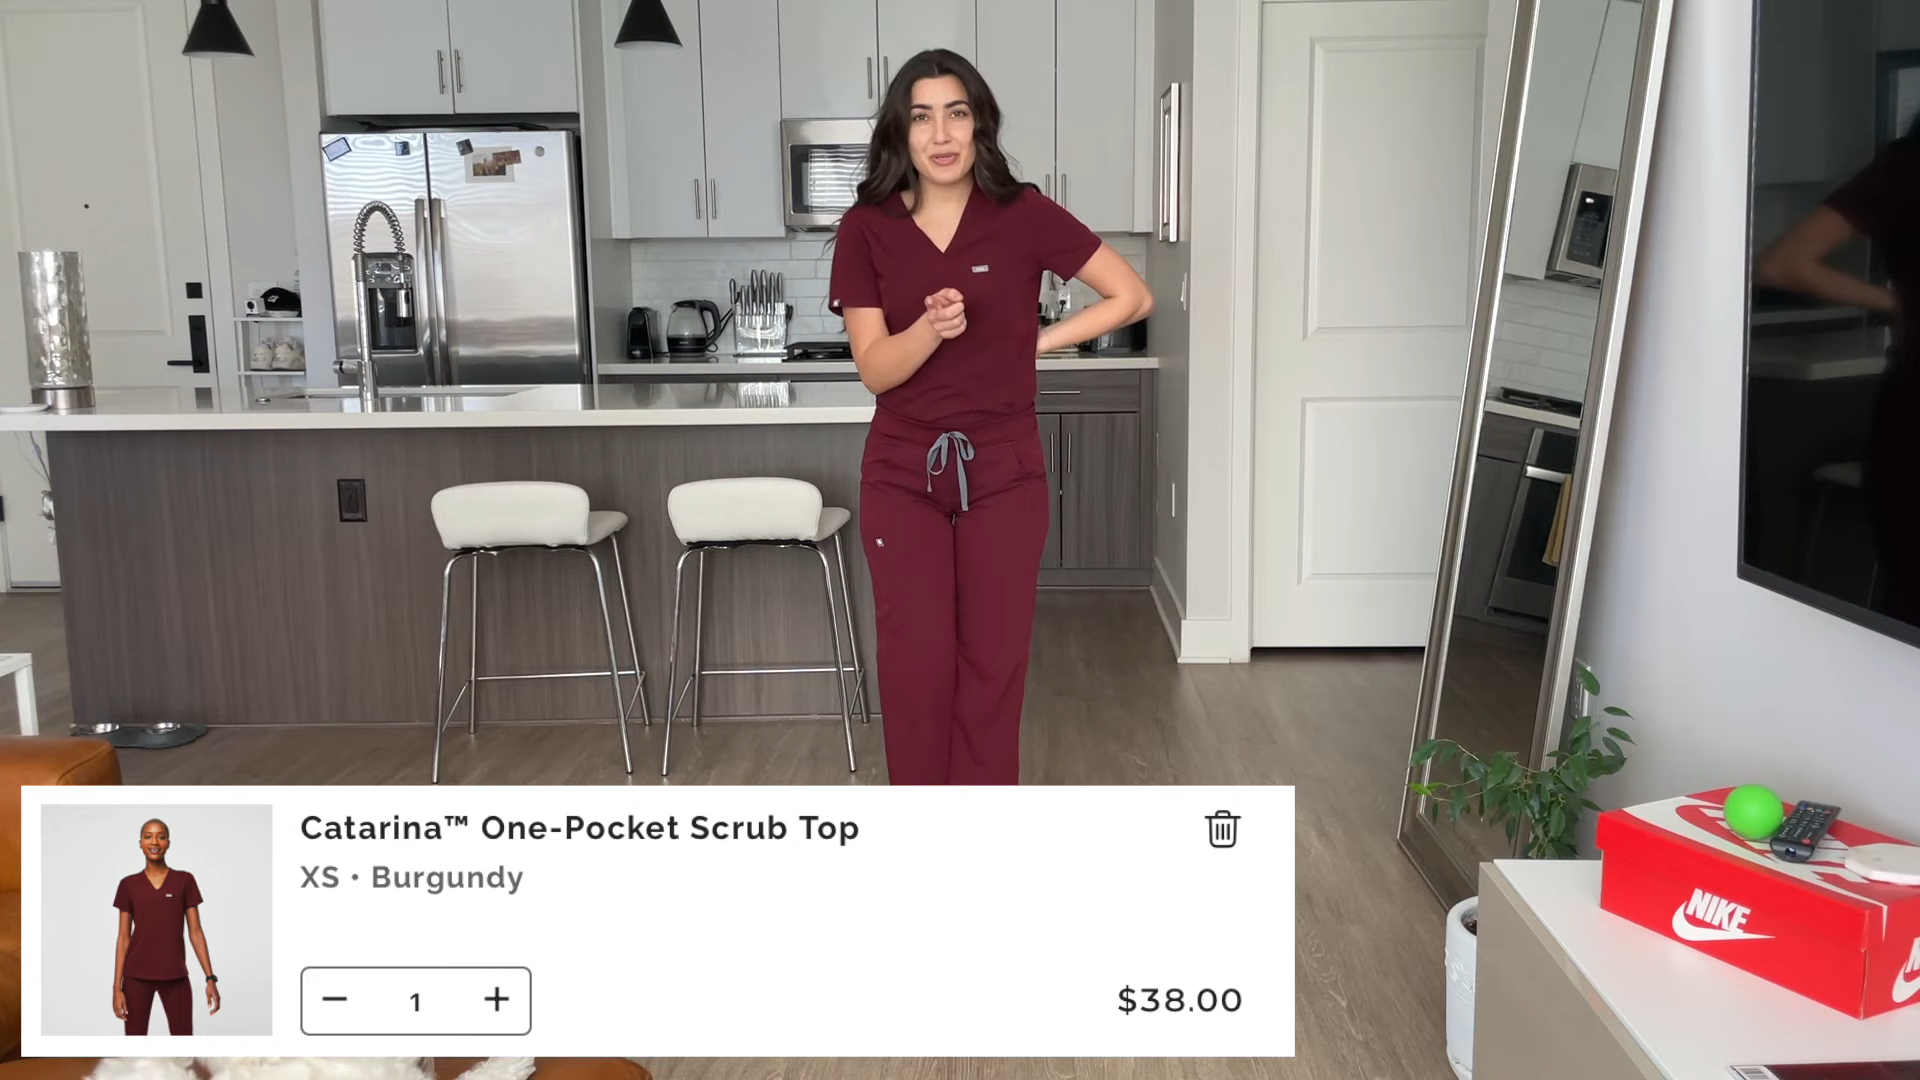 Catarina™ One-Pocket Scrub Top
XS • Burgundy
1
$38.00
NIKE